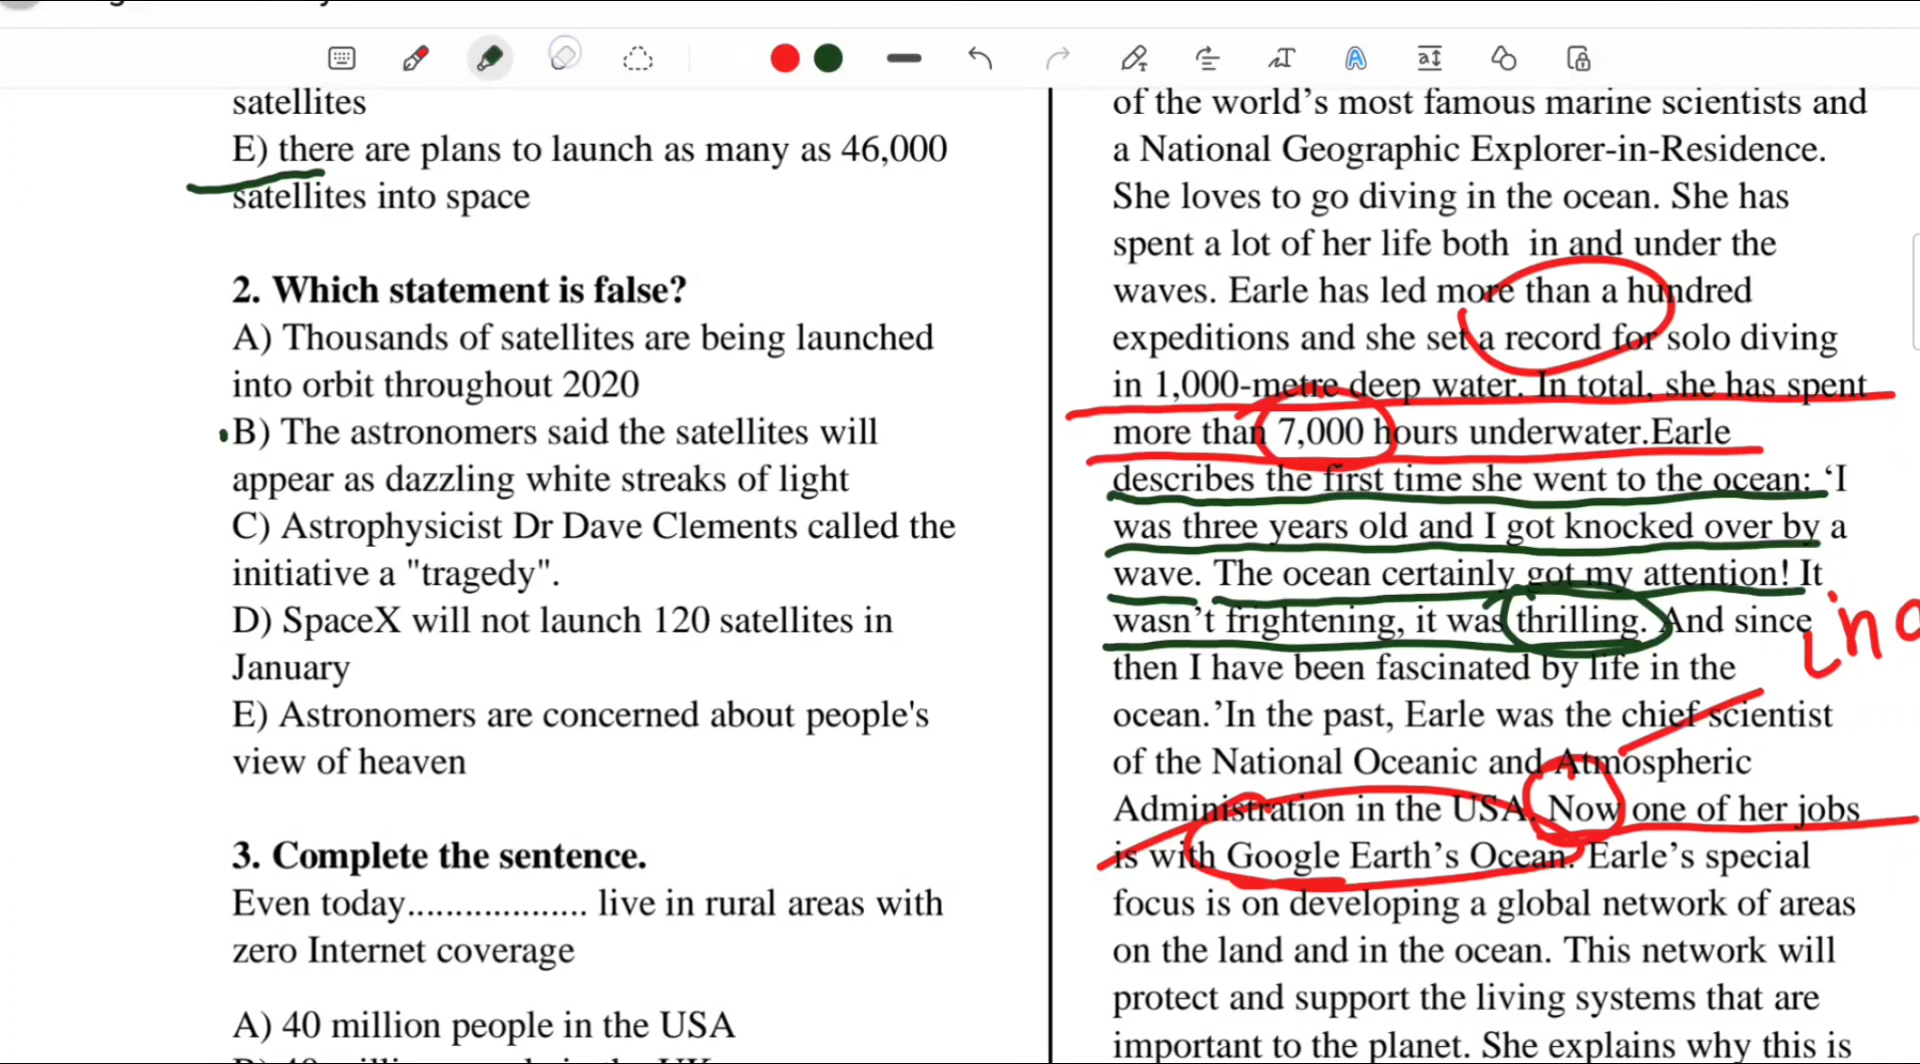 satellites
E) there are plans to launch as many as 46,000
satellites into space
2. Which statement is false?
A) Thousands of satellites are being launched
into orbit throughout 2020
B) The astronomers said the satellites will
appear as dazzling white streaks of light
C) Astrophysicist Dr Dave Clements called the
initiative a "tragedy".
D) SpaceX will not launch 120 satellites in
January
E) Astronomers are concerned about people's
view of heaven
3. Complete the sentence.
Even today................... live in rural areas with
zero Internet coverage
A) 40 million people in the USA
of the world’s most famous marine scientists and
a National Geographic Explorer-in-Residence.
She loves to go diving in the ocean. She has
spent a lot of her life both in and under the
waves. Earle has led more than a hundred
expeditions and she set a record for solo diving
in 1,000-metre deep water. In total, she has spent
more than 7,000 hours underwater.Earle
describes the first time she went to the ocean: ‘I
was three years old and I got knocked over by a
wave. The ocean certainly got my attention! It
wasn’t frightening, it was thrilling. And since
then I have been fascinated by life in the
ocean.’In the past, Earle was the chief scientist
of the National Oceanic and Atmospheric
Administration in the USA. Now one of her jobs
is with Google Earth’s Ocean. Earle’s special
focus is on developing a global network of areas
on the land and in the ocean. This network will
protect and support the living systems that are
important to the planet. She explains why this is